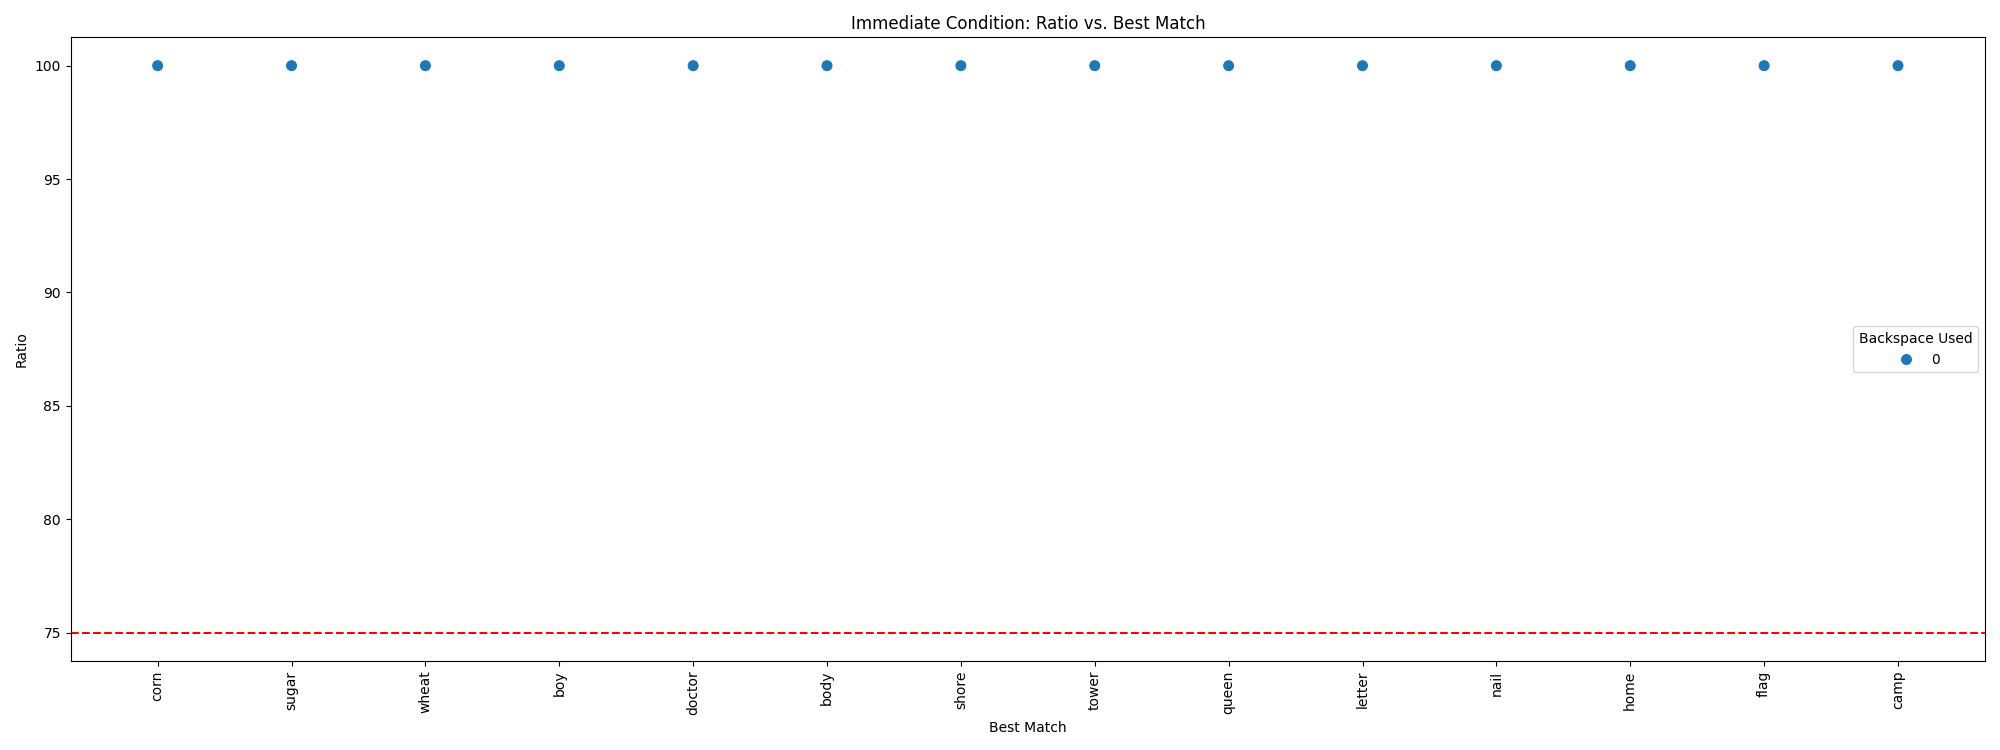 Immediate Condition: Ratio vs. Best Match
100
95
90
85
80
75
Ratio
Backspace Used
0
corn
sugar
wheat
boy
doctor
body
shore
tower
queen
letter
nail
home
flag
camp
Best Match